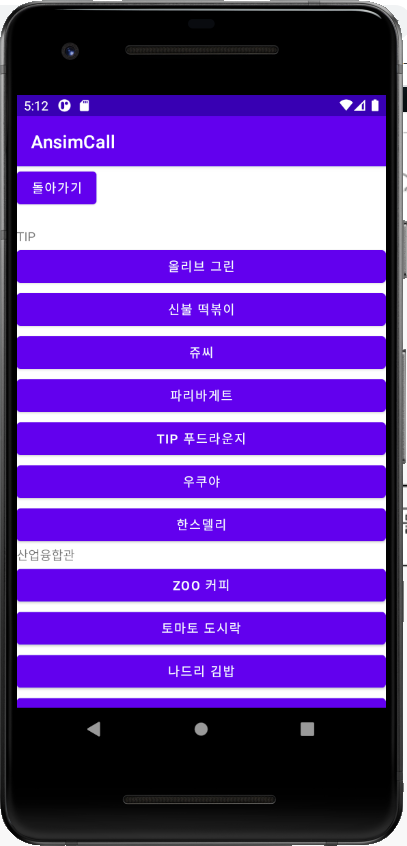 5:12
AnsimCall
돌아가기
TIP
올리브 그린
신불 떡볶이
쥬씨
파리바게트
TIP 푸드라운지
우쿠야
한스델리
산업융합관
ZOO 커피
토마토 도시락
나드리 김밥